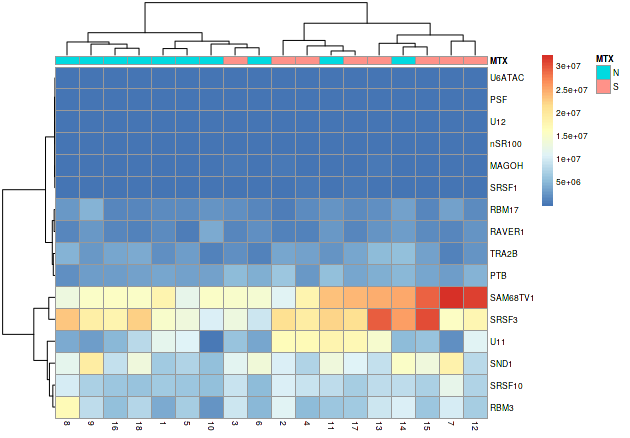 MTX
U6ATAC
PSF
U12
nSR100
MAGOH
SRSF1
RBM17
RAVER1
TRA2B
PTB
SAM68TV1
SRSF3
U11
SND1
SRSF10
RBM3
8 9 16 18 1 5 10 3 6 2 4 11 17 13 14 15 7 12
3e+07
2.5e+07
2e+07
1.5e+07
1e+07
5e+06
MTX
N
S